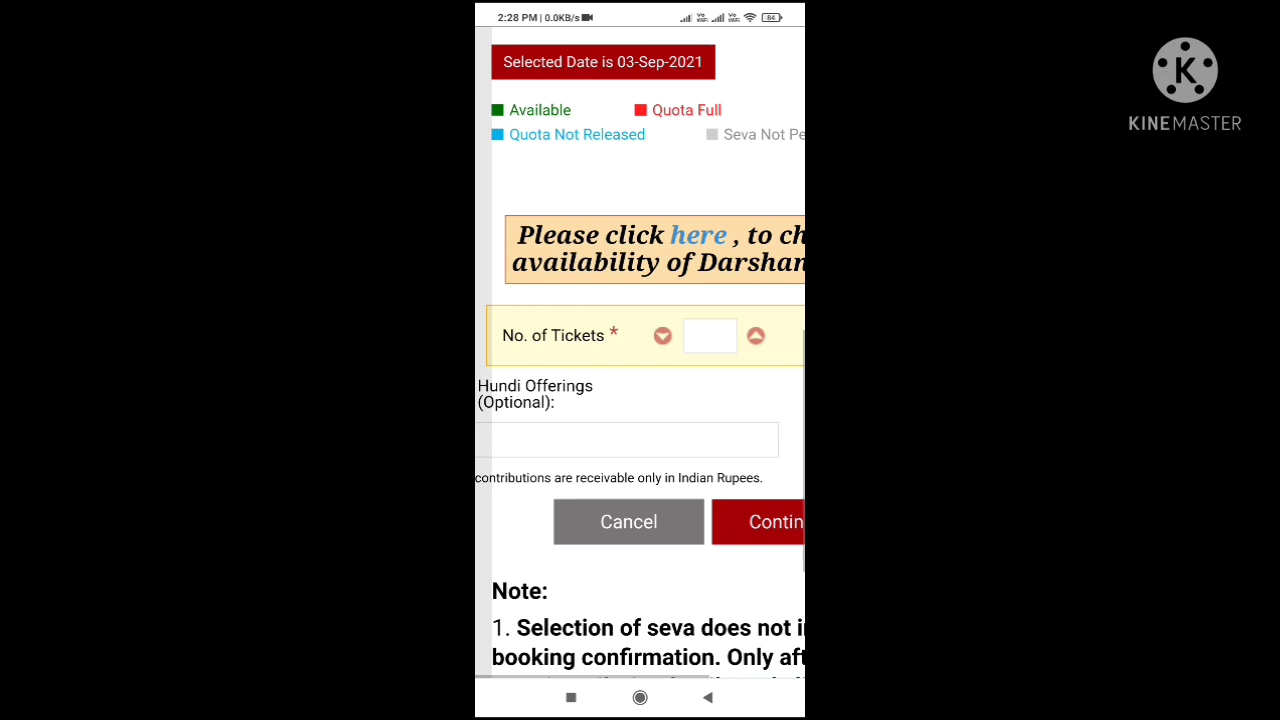 2:28 PM | 0.0KB/s
84
Selected Date is 03-Sep-2021
Available
Quota Full
Quota Not Released
Seva Not Pe
K
KINEMASTER
Please click here , to ch
availability of Darshan
No. of Tickets *
Hundi Offerings
(Optional):
contributions are receivable only in Indian Rupees.
Cancel
Contin
Note:
1. Selection of seva does not i
booking confirmation. Only aft